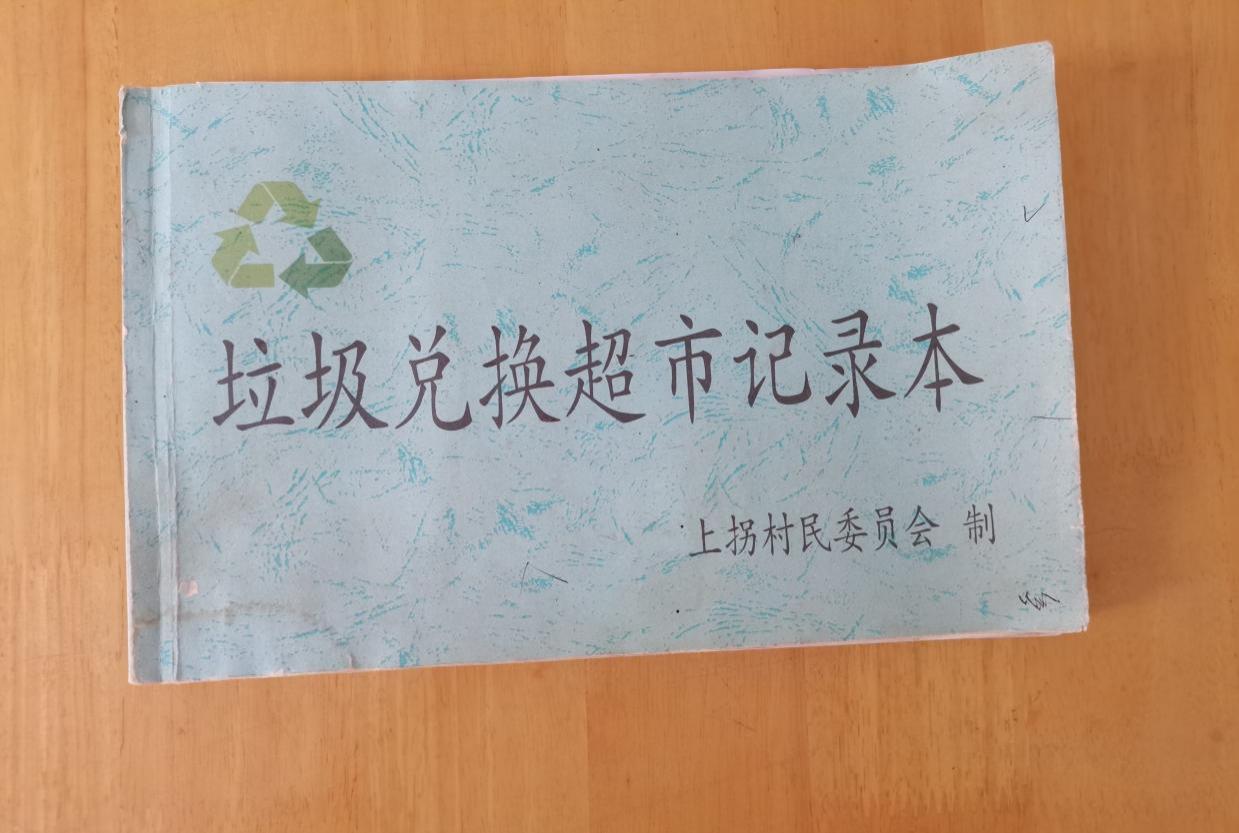 垃圾兑换超市记录本
上拐村民委员会 制